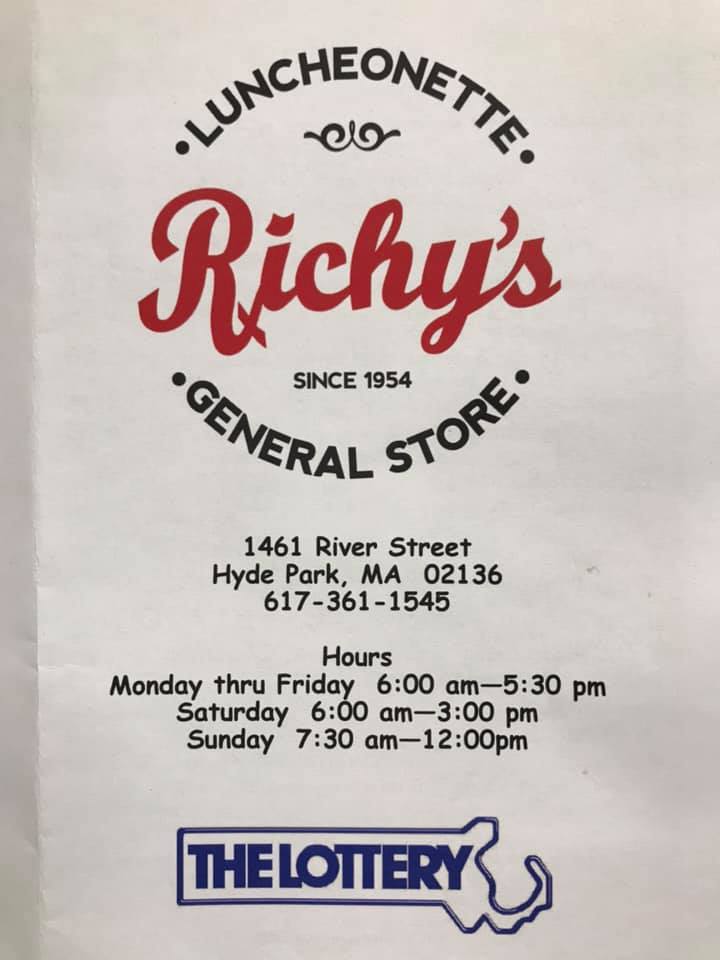 •LUNCHEONETTE•
Richy's
SINCE 1954
•GENERAL STORE•
1461 River Street
Hyde Park, MA 02136
617-361-1545
Hours
Monday thru Friday 6:00 am—5:30 pm
Saturday 6:00 am—3:00 pm
Sunday 7:30 am—12:00pm
THE LOTTERY